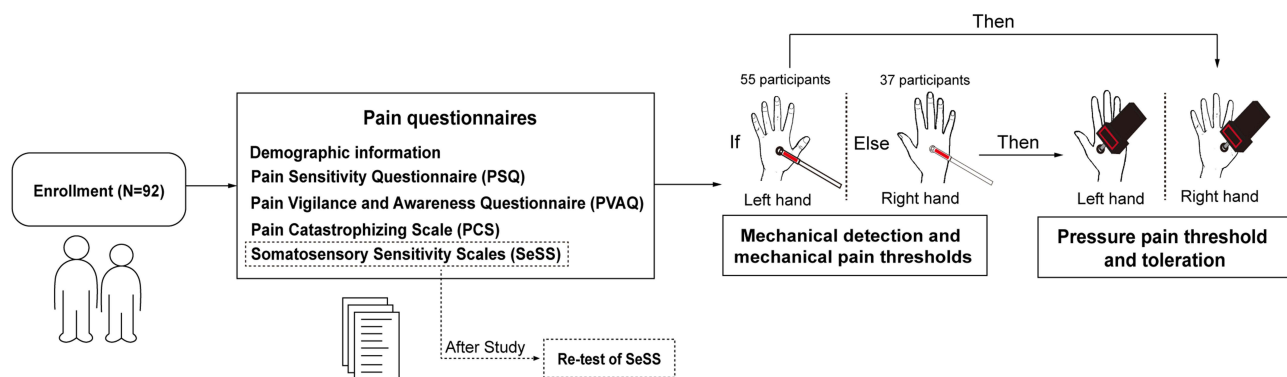 Enrollment (N=92)
Pain questionnaires
Demographic information
Pain Sensitivity Questionnaire (PSQ)
Pain Vigilance and Awareness Questionnaire (PVAQ)
Pain Catastrophizing Scale (PCS)
Somatosensory Sensitivity Scales (SeSS)
After Study
Re-test of SeSS
Then
55 participants
37 participants
If
Else
Then
Left hand
Right hand
Mechanical detection and
mechanical pain thresholds
Left hand
Right hand
Pressure pain threshold
and toleration